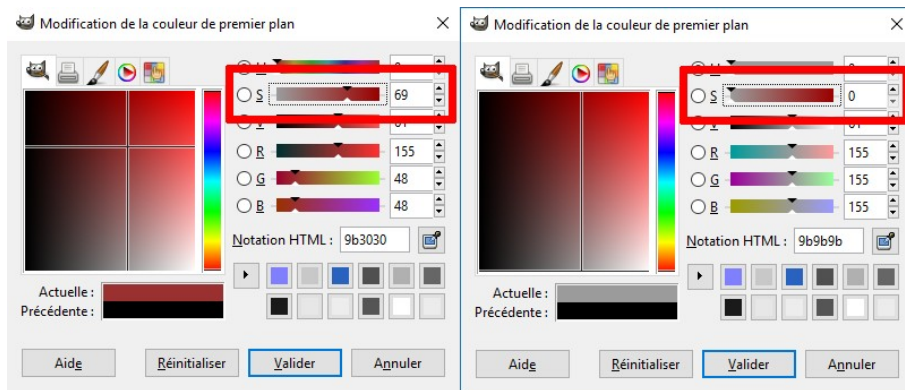 Modification de la couleur de premier plan
S 69
R 155
G 48
B 48
Notation HTML : 9b3030
Actuelle :
Précédente :
Aide Réinitialiser Valider Annuler
Modification de la couleur de premier plan
S 0
R 155
G 155
B 155
Notation HTML : 9b9b9b
Actuelle :
Précédente :
Aide Réinitialiser Valider Annuler